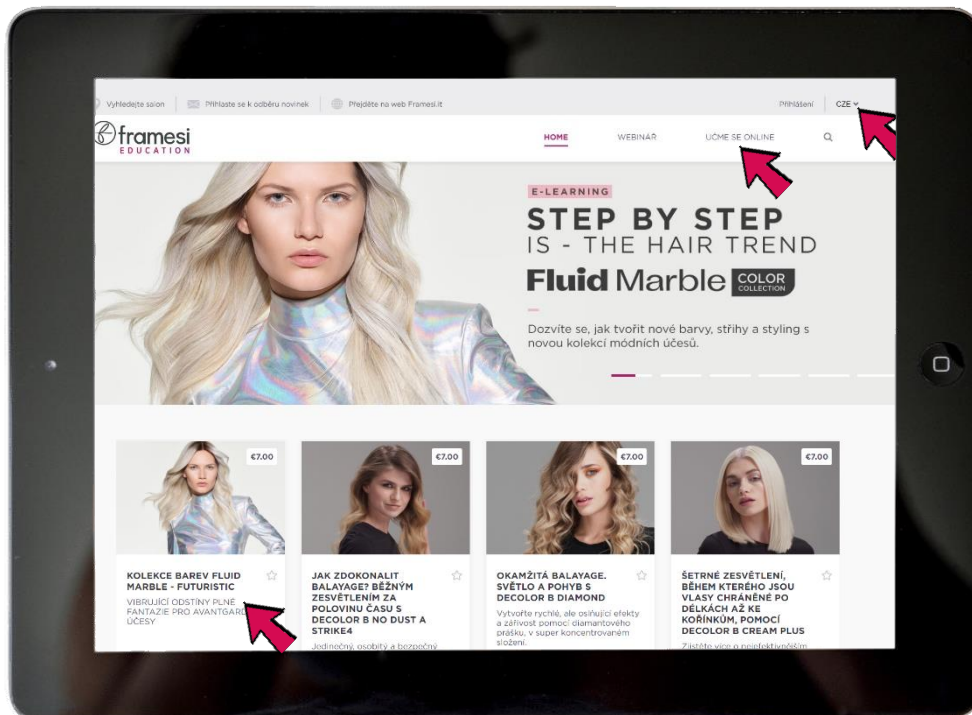 Vyhledejte salon
Přihlaste se k odběru novinek
Přejděte na web Framesi.it
Přihlášení
CZE
framesi
EDUCATION
HOME
WEBINÁŘ
UČME SE ONLINE
E-LEARNING
STEP BY STEP
IS - THE HAIR TREND
Fluid Marble COLOR
COLLECTION
Dozvíte se, jak tvořit nové barvy, střihy a styling s
novou kolekcí módních účesů.
€7.00
KOLEKCE BAREV FLUID
MARBLE - FUTURISTIC
VIBRUJÍCÍ ODSTÍNY PLNÉ
FANTAZIE PRO AVANTGARD
ÚČESY
€7.00
JAK ZDOKONALIT
BALAYAGE? BĚŽNÝM
ZESVĚTLENÍM ZA
POLOVINU ČASU S
DECOLOR B NO DUST A
STRIKE4
Jedinečný, osobitý a bezpečný
€7.00
OKAMŽITÁ BALAYAGE.
SVĚTLO A POHYB S
DECOLOR B DIAMOND
Vytvořte rychlé, ale oslňující efekty
a zářivost pomocí diamantového
prášku, v super koncentrovaném
složení.
€7.00
ŠETRNÉ ZESVĚTLENÍ,
BĚHEM KTERÉHO JSOU
VLASY CHRÁNĚNÉ PO
DÉLKÁCH AŽ KE
KOŘÍNKŮM, POMOCÍ
DECOLOR B CREAM PLUS
Zjistěte více o nejefektivnějším